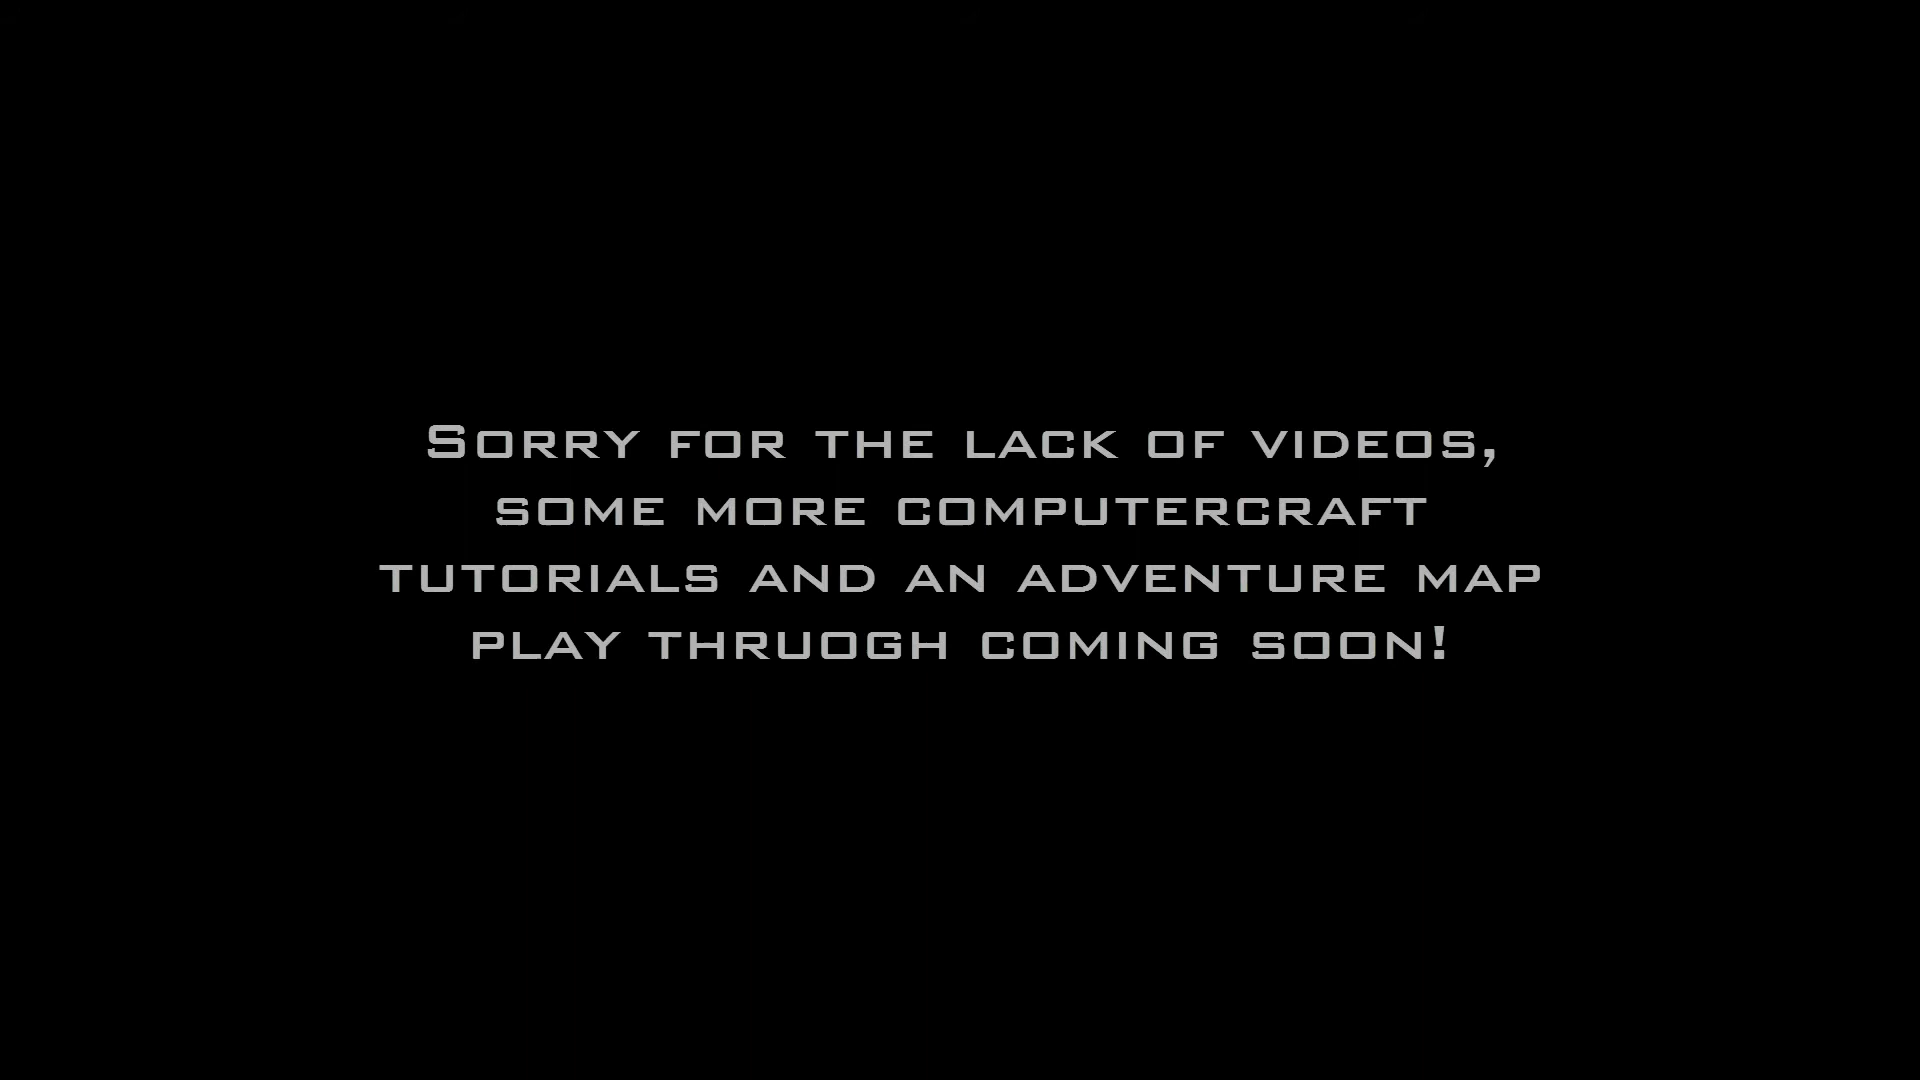 Sorry for the lack of videos,
some more computercraft
tutorials and an adventure map
play thruogh coming soon!